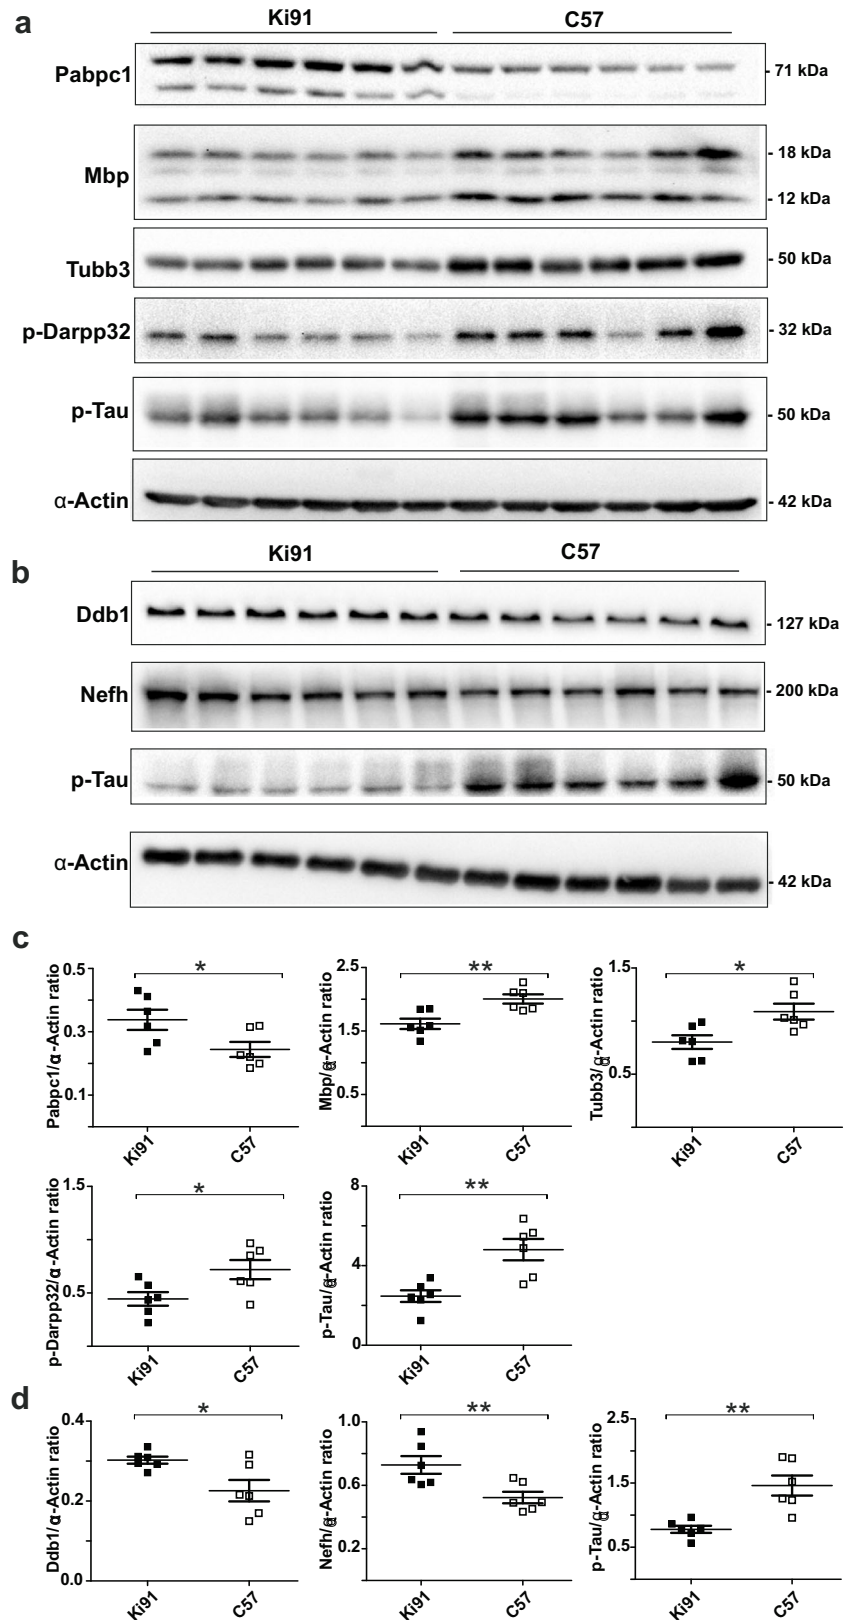 a
Ki91 C57
Pabpc1 - 71 kDa
Mbp - 18 kDa
- 12 kDa
Tubb3 - 50 kDa
p-Darpp32 - 32 kDa
p-Tau - 50 kDa
α-Actin - 42 kDa
b
Ki91 C57
Ddb1 - 127 kDa
Nefh - 200 kDa
p-Tau - 50 kDa
α-Actin - 42 kDa
c
Pabpc1/α-Actin ratio
0.5
0.3
0.1
*
Ki91 C57
Mbp/α-Actin ratio
2.5
1.5
0.5
**
Ki91 C57
Tubb3/α-Actin ratio
1.5
0.5
*
Ki91 C57
p-Darpp32/α-Actin ratio
1.5
0.5
*
Ki91 C57
p-Tau/α-Actin ratio
8
4
0
**
Ki91 C57
d
Ddb1/α-Actin ratio
0.4
0.2
0.0
*
Ki91 C57
Nefh/α-Actin ratio
1.0
0.6
0.2
**
Ki91 C57
p-Tau/α-Actin ratio
2.5
1.5
0.5
**
Ki91 C57